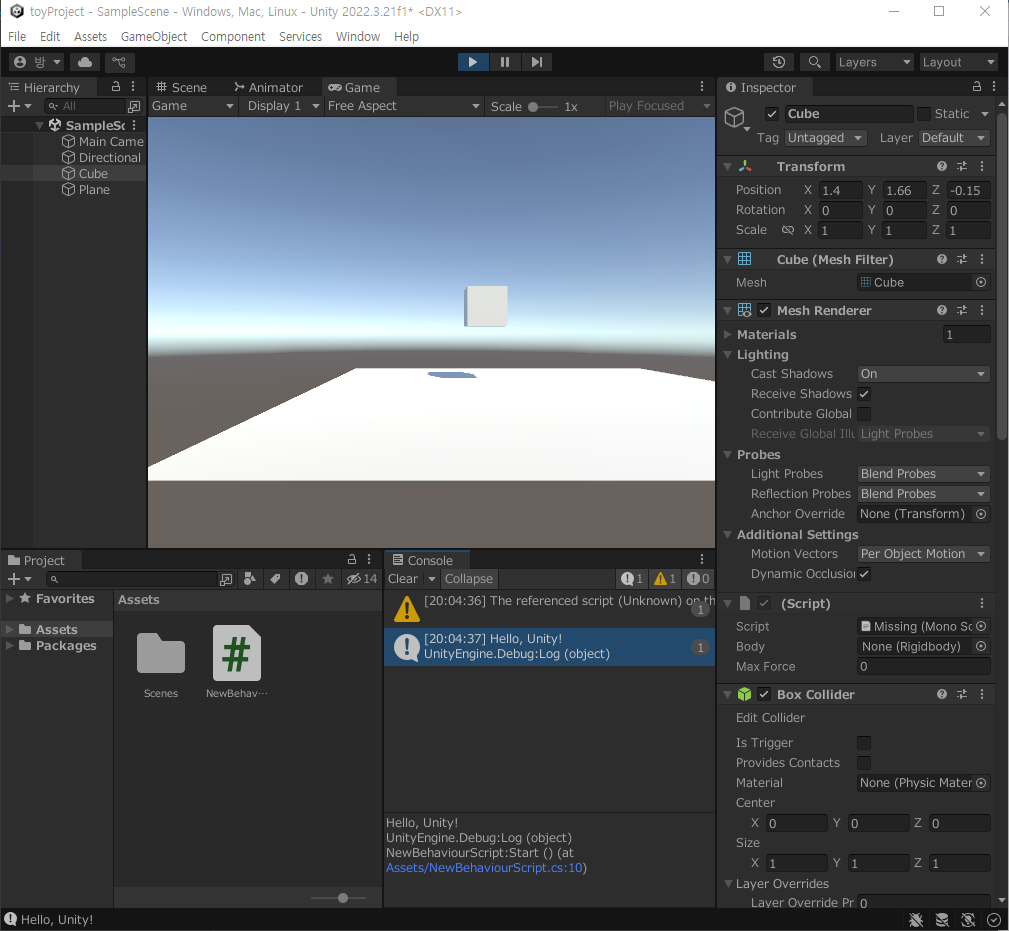 toyProject - SampleScene - Windows, Mac, Linux - Unity 2022.3.21f1* <DX11>
File Edit Assets GameObject Component Services Window Help
방 Layers Layout
Hierarchy
All
SampleSc
Main Came
Directional
Cube
Plane
Scene Animator Game
Game Display 1 Free Aspect Scale 1x Play Focused
Inspector
Cube Static
Tag Untagged Layer Default
Transform
Position X 1.4 Y 1.66 Z -0.15
Rotation X 0 Y 0 Z 0
Scale X 1 Y 1 Z 1
Cube (Mesh Filter)
Mesh Cube
Mesh Renderer
Materials 1
Lighting
Cast Shadows On
Receive Shadows
Contribute Global
Receive Global Illu Light Probes
Probes
Light Probes Blend Probes
Reflection Probes Blend Probes
Anchor Override None (Transform)
Additional Settings
Motion Vectors Per Object Motion
Dynamic Occlusion
(Script)
Script Missing (Mono Sc
Body None (Rigidbody)
Max Force 0
Box Collider
Edit Collider
Is Trigger
Provides Contacts
Material None (Physic Mater
Center
X 0 Y 0 Z 0
Size
X 1 Y 1 Z 1
Layer Overrides
Layer Override Pr 0
Project
14
Favorites
Assets
Packages
Assets
Scenes
#
NewBehav...
Console
Clear Collapse 1 1 0
[20:04:36] The referenced script (Unknown) on th
1
[20:04:37] Hello, Unity!
UnityEngine.Debug:Log (object)
1
Hello, Unity!
UnityEngine.Debug:Log (object)
NewBehaviourScript:Start () (at
Assets/NewBehaviourScript.cs:10)
Hello, Unity!